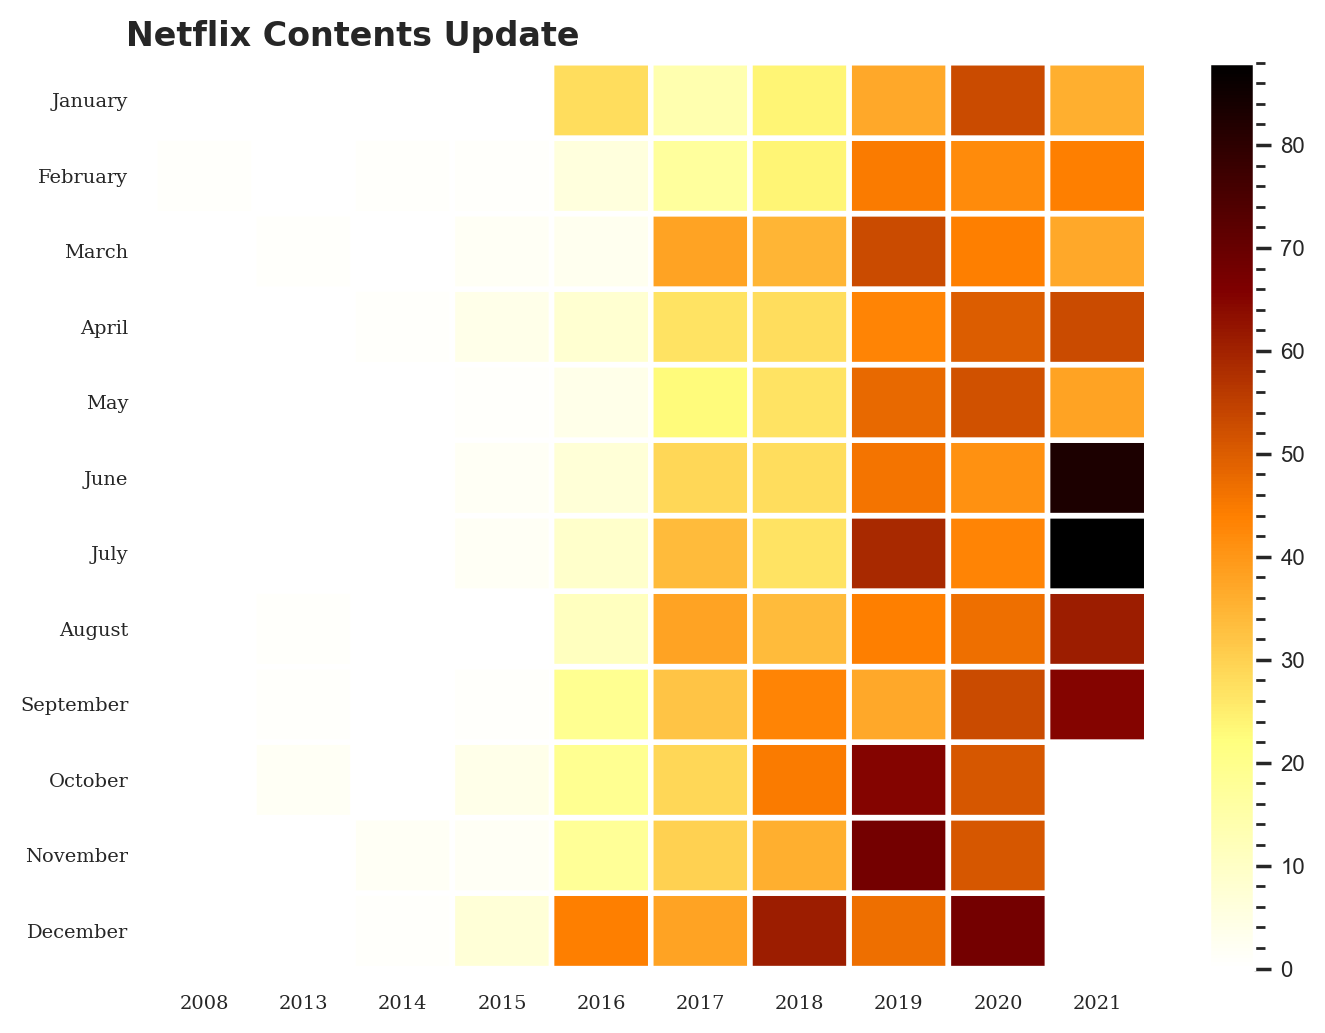 Netflix Contents Update
January
February
March
April
May
June
July
August
September
October
November
December
2008 2013 2014 2015 2016 2017 2018 2019 2020 2021
80
70
60
50
40
30
20
10
0